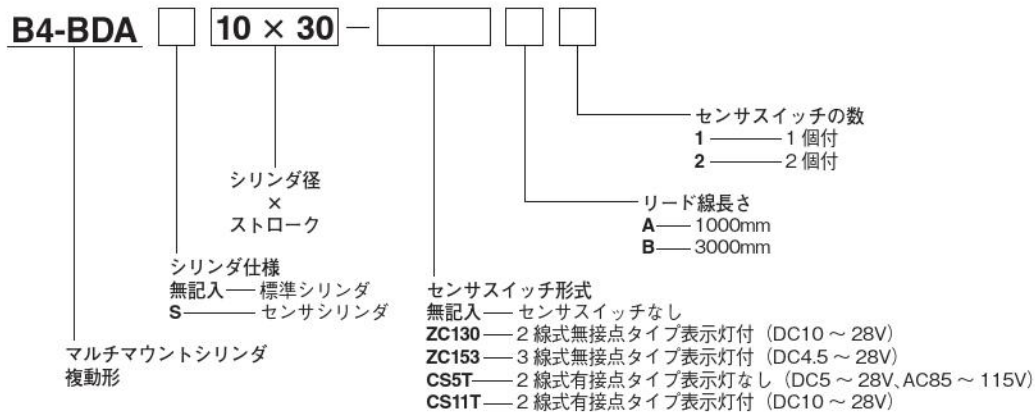 B4-BDA 10 × 30 －
センサスイッチの数
1 1個付
2 2個付
シリンダ径
×
ストローク
リード線長さ
A 1000mm
B 3000mm
シリンダ仕様
無記入 標準シリンダ
S センサシリンダ
センサスイッチ形式
無記入 センサスイッチなし
ZC130 2線式無接点タイプ表示灯付（DC10～28V）
ZC153 3線式無接点タイプ表示灯付（DC4.5～28V）
CS5T 2線式有接点タイプ表示灯なし（DC5～28V、AC85～115V）
CS11T 2線式有接点タイプ表示灯付（DC10～28V）
マルチマウントシリンダ
複動形